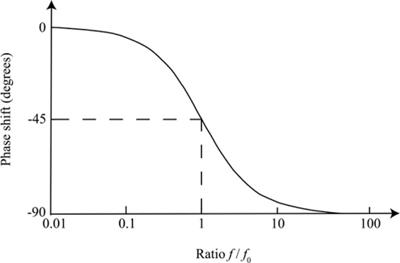 Phase shift (degrees)
0
-45
-90
0.01 0.1 1 10 100
Ratio f / f₀